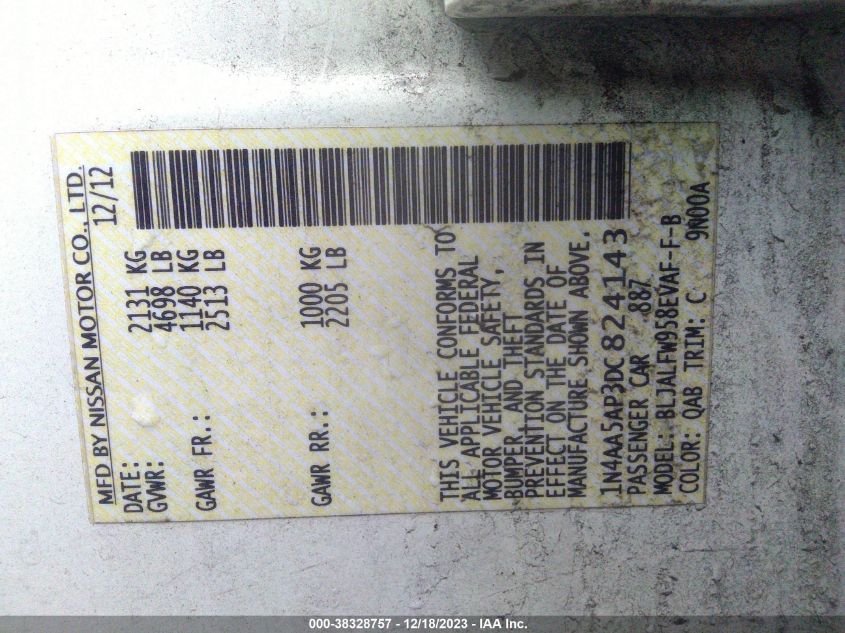 MFD BY NISSAN MOTOR CO., LTD.
DATE: 12/12
GVWR: 2131 KG
4698 LB
GAWR FR.: 1140 KG
2513 LB
GAWR RR.: 1000 KG
2205 LB
THIS VEHICLE CONFORMS TO
ALL APPLICABLE FEDERAL
MOTOR VEHICLE SAFETY,
BUMPER, AND THEFT
PREVENTION STANDARDS IN
EFFECT ON THE DATE OF
MANUFACTURE SHOWN ABOVE.
1N4AA5AP3DC824143
PASSENGER CAR 887
MODEL: BLJALFW958EVAF-F-B
COLOR: QAB TRIM: C 9N00A
000-38328757 - 12/18/2023 - IAA Inc.